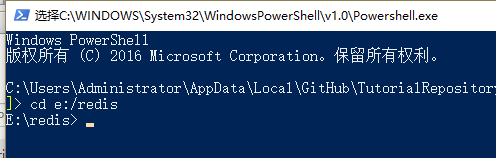 选择C:\WINDOWS\System32\WindowsPowerShell\v1.0\Powershell.exe
Windows PowerShell
版权所有 (C) 2016 Microsoft Corporation。保留所有权利。
C:\Users\Administrator\AppData\Local\GitHub\TutorialRepository
]> cd e:/redis
E:\redis>